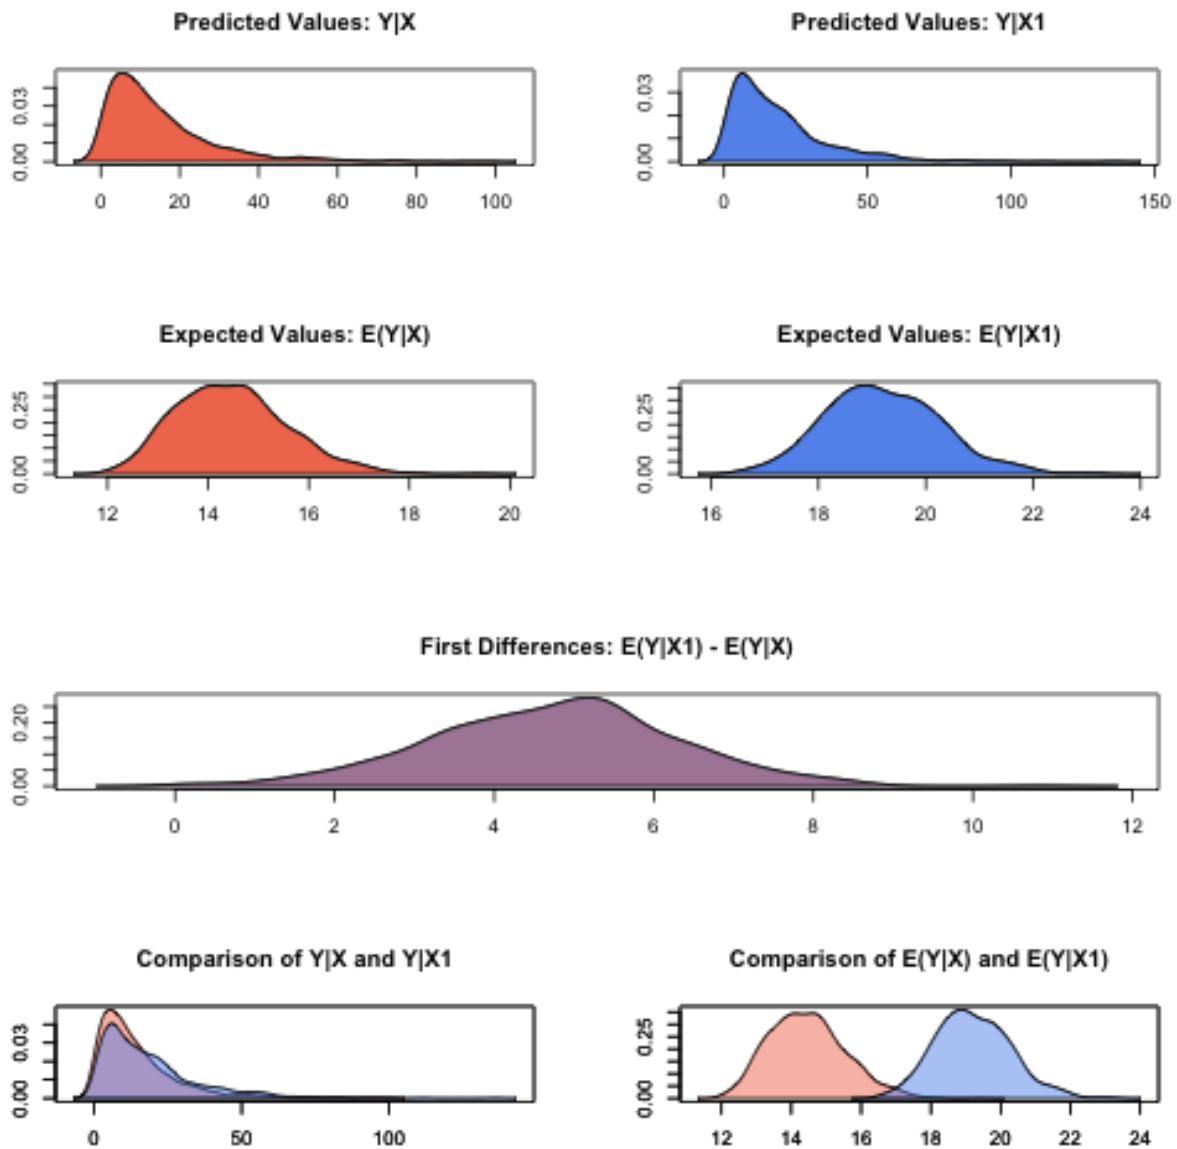 Predicted Values: Y|X
Predicted Values: Y|X1
0.00 0.03
0 20 40 60 80 100
0.00 0.03
0 50 100 150
Expected Values: E(Y|X)
Expected Values: E(Y|X1)
0.00 0.25
12 14 16 18 20
0.00 0.25
16 18 20 22 24
First Differences: E(Y|X1) - E(Y|X)
0.00 0.20
0 2 4 6 8 10 12
Comparison of Y|X and Y|X1
Comparison of E(Y|X) and E(Y|X1)
0.00 0.03
0 50 100
0.00 0.25
12 14 16 18 20 22 24